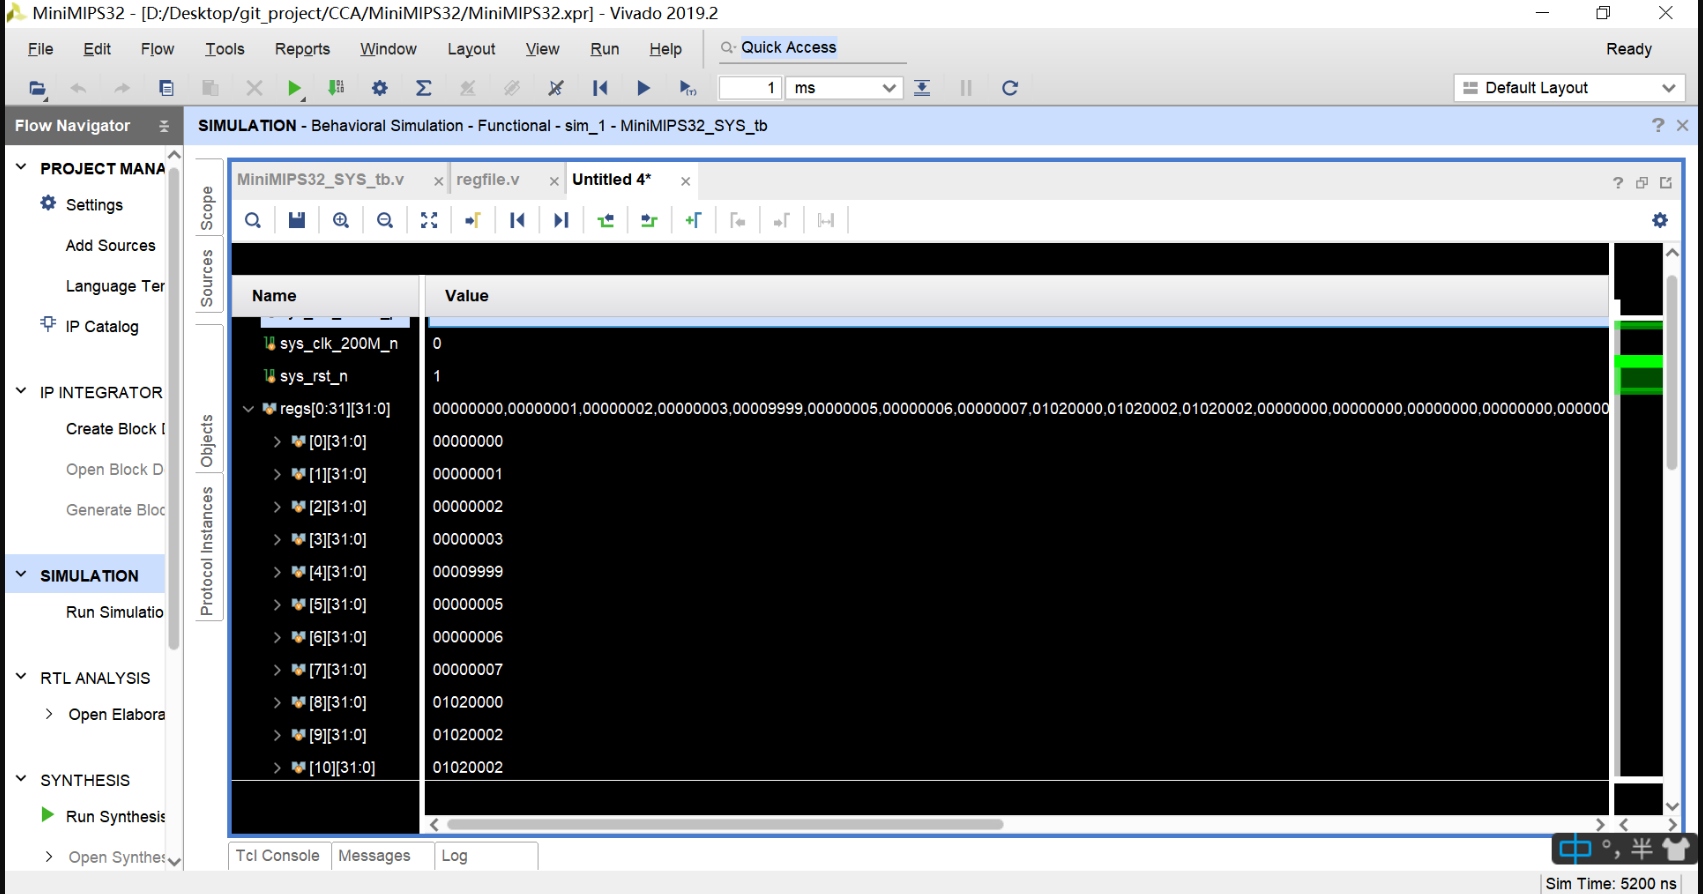 MiniMIPS32 - [D:/Desktop/git_project/CCA/MiniMIPS32/MiniMIPS32.xpr] - Vivado 2019.2
File Edit Flow Tools Reports Window Layout View Run Help Quick Access Ready
1 ms Default Layout
Flow Navigator
SIMULATION - Behavioral Simulation - Functional - sim_1 - MiniMIPS32_SYS_tb
PROJECT MANA
Settings
Add Sources
Language Ter
IP Catalog
IP INTEGRATOR
Create Block D
Open Block D
Generate Bloc
SIMULATION
Run Simulatio
RTL ANALYSIS
Open Elabora
SYNTHESIS
Run Synthesis
Open Synthes
Scope
Sources
Objects
Protocol Instances
MiniMIPS32_SYS_tb.v regfile.v Untitled 4*
Name Value
sys_clk_200M_n 0
sys_rst_n 1
regs[0:31][31:0] 00000000,00000001,00000002,00000003,00009999,00000005,00000006,00000007,01020000,01020002,01020002,00000000,00000000,00000000,00000000,000000
[0][31:0] 00000000
[1][31:0] 00000001
[2][31:0] 00000002
[3][31:0] 00000003
[4][31:0] 00009999
[5][31:0] 00000005
[6][31:0] 00000006
[7][31:0] 00000007
[8][31:0] 01020000
[9][31:0] 01020002
[10][31:0] 01020002
Tcl Console Messages Log
中 °, 半
Sim Time: 5200 ns